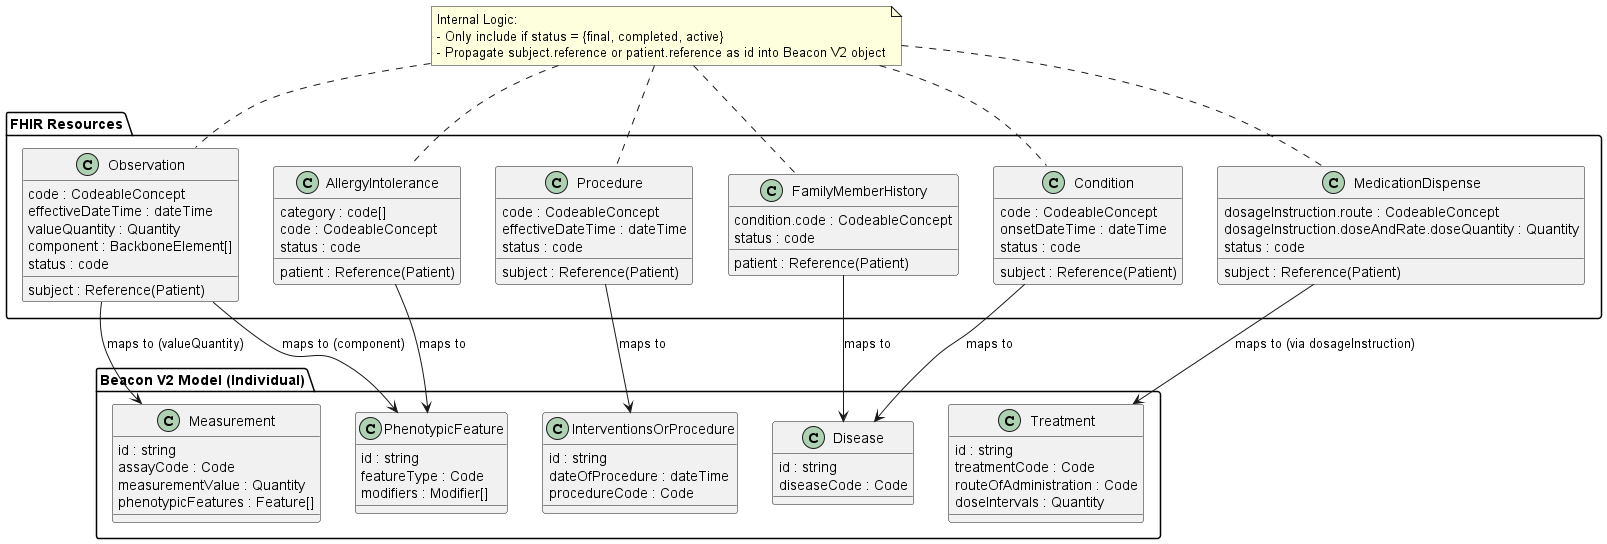 Internal Logic:
- Only include if status = {final, completed, active}
- Propagate subject.reference or patient.reference as id into Beacon V2 object
FHIR Resources
C Observation
code : CodeableConcept
effectiveDateTime : dateTime
valueQuantity : Quantity
component : BackboneElement[]
status : code
subject : Reference(Patient)
C AllergyIntolerance
category : code[]
code : CodeableConcept
status : code
patient : Reference(Patient)
C Procedure
code : CodeableConcept
effectiveDateTime : dateTime
status : code
subject : Reference(Patient)
C FamilyMemberHistory
condition.code : CodeableConcept
status : code
patient : Reference(Patient)
C Condition
code : CodeableConcept
onsetDateTime : dateTime
status : code
subject : Reference(Patient)
C MedicationDispense
dosageInstruction.route : CodeableConcept
dosageInstruction.doseAndRate.doseQuantity : Quantity
status : code
subject : Reference(Patient)
maps to (valueQuantity)
maps to (component)
maps to
maps to
maps to
maps to
maps to (via dosageInstruction)
Beacon V2 Model (Individual)
C Measurement
id : string
assayCode : Code
measurementValue : Quantity
phenotypicFeatures : Feature[]
C PhenotypicFeature
id : string
featureType : Code
modifiers : Modifier[]
C InterventionsOrProcedure
id : string
dateOfProcedure : dateTime
procedureCode : Code
C Disease
id : string
diseaseCode : Code
C Treatment
id : string
treatmentCode : Code
routeOfAdministration : Code
doseIntervals : Quantity